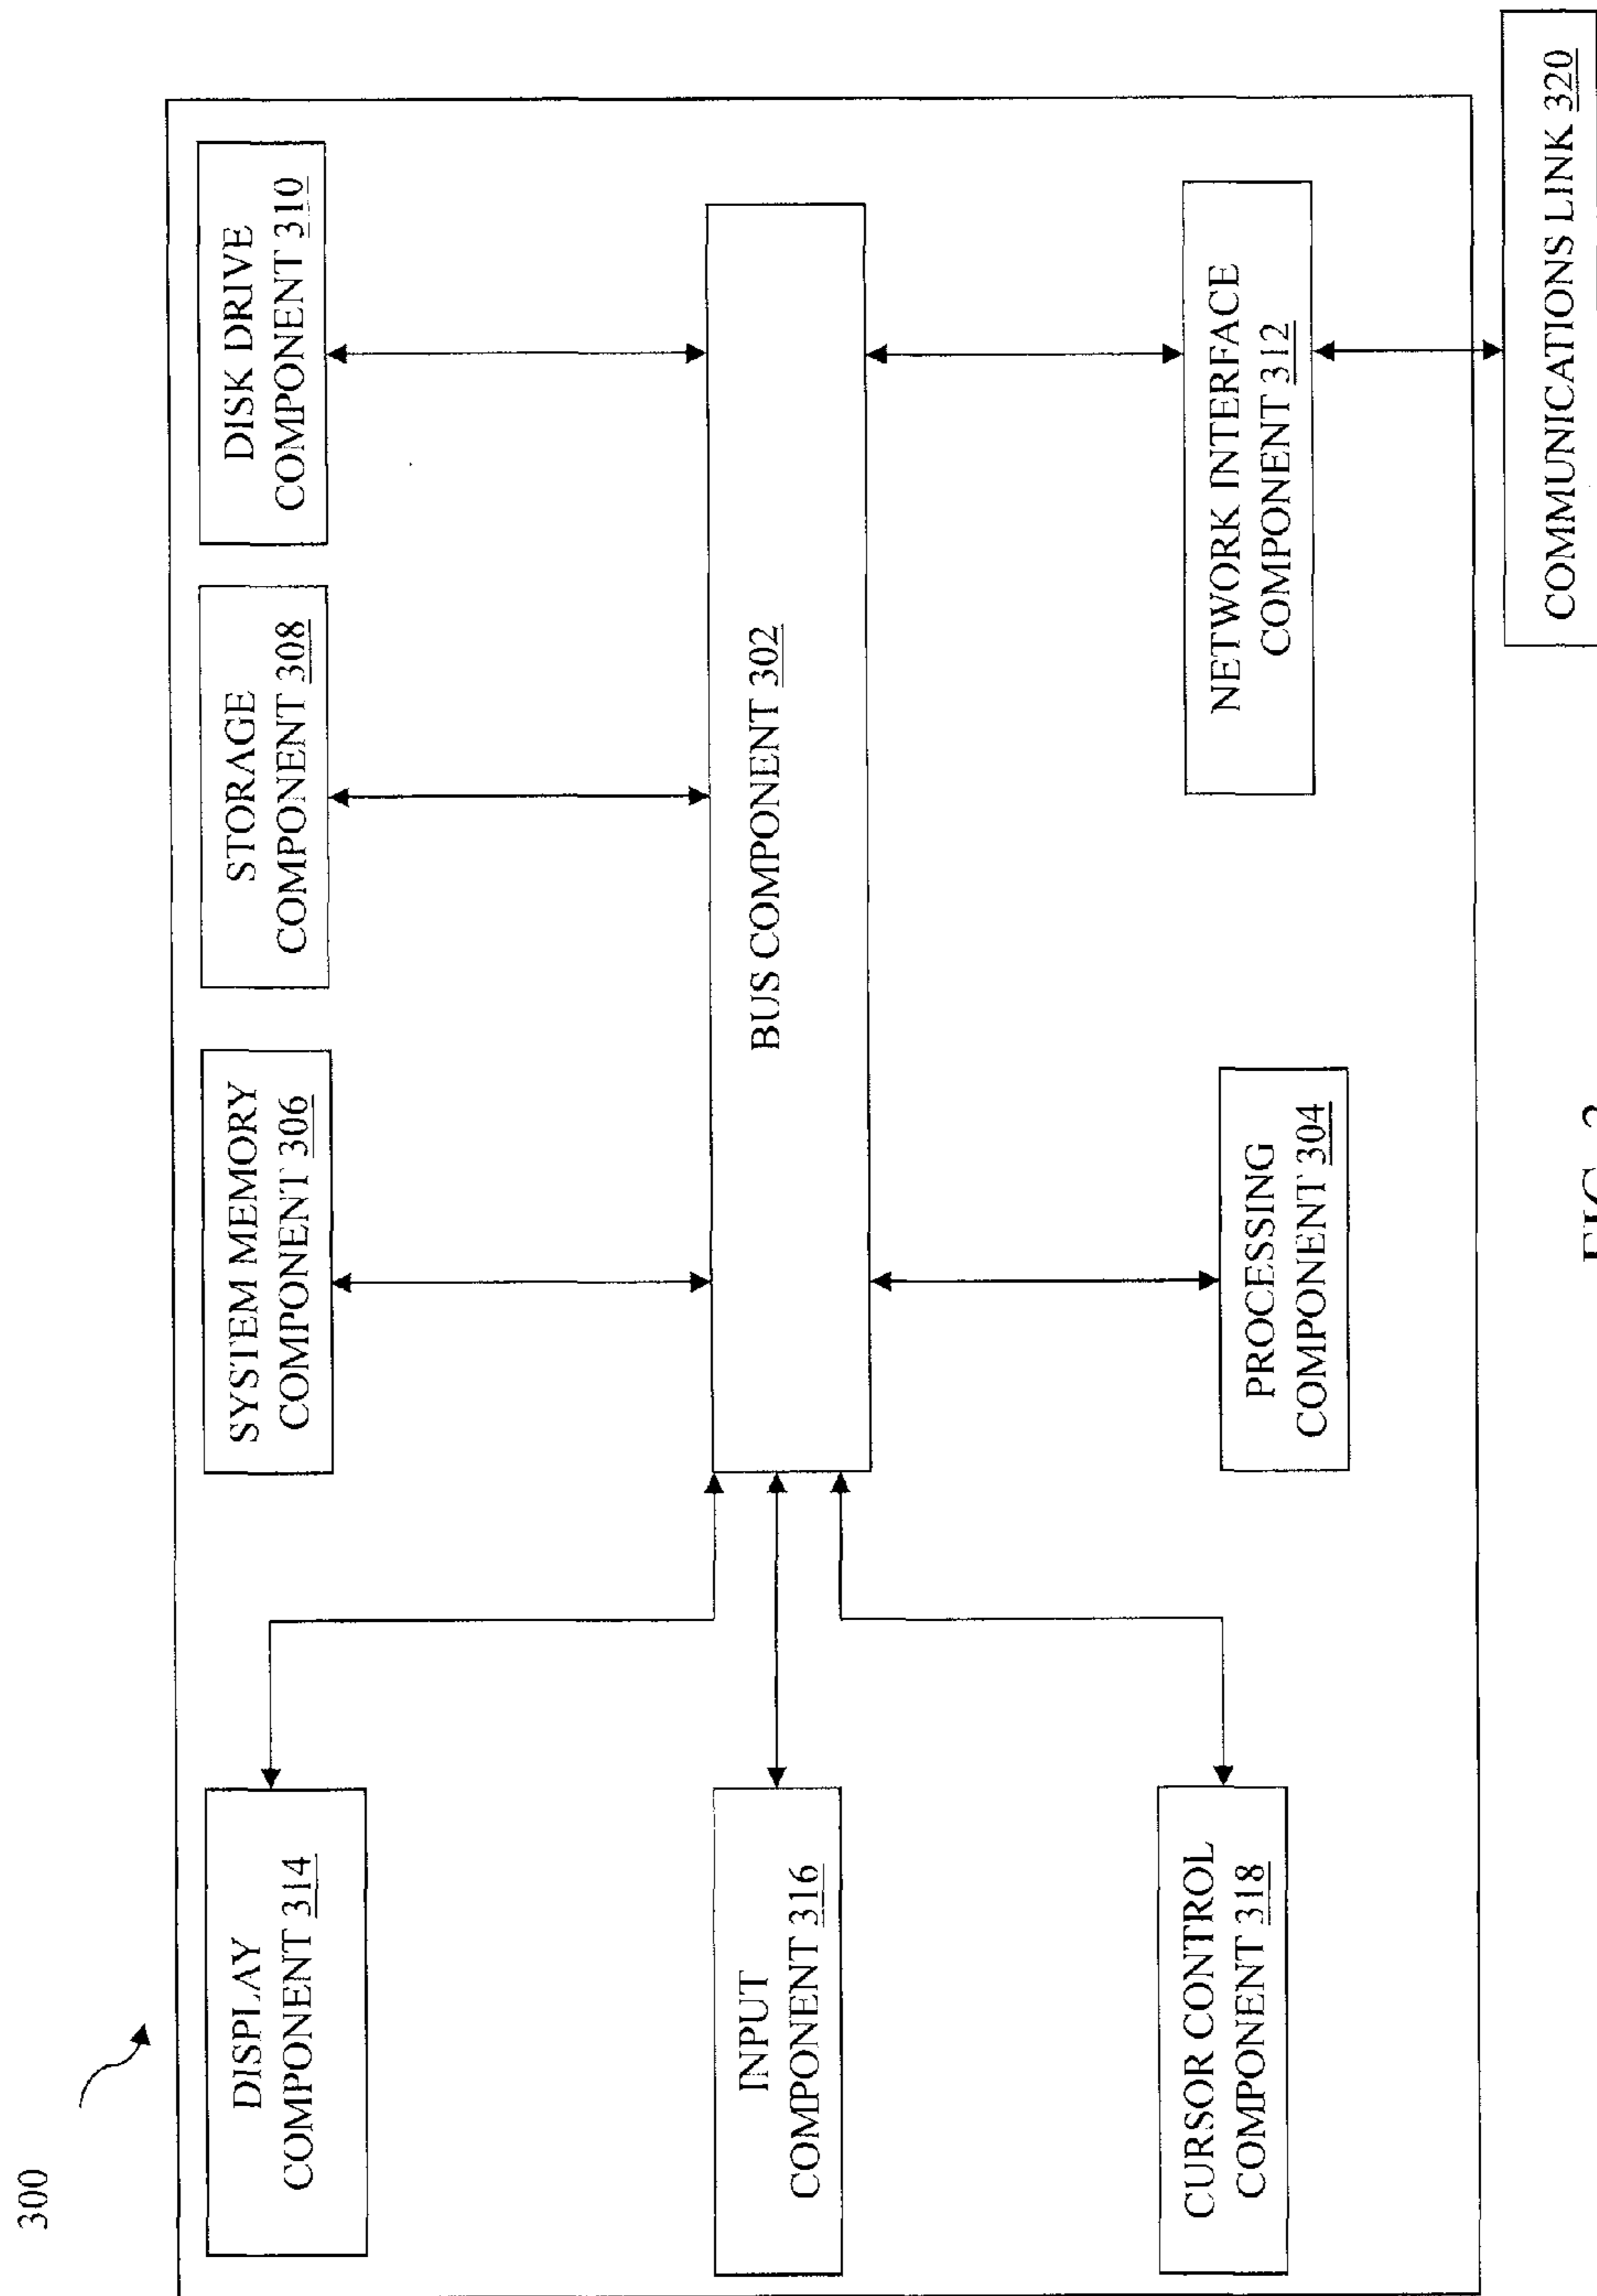 300
DISPLAY
COMPONENT 314
SYSTEM MEMORY
COMPONENT 306
STORAGE
COMPONENT 308
DISK DRIVE
COMPONENT 310
INPUT
COMPONENT 316
BUS COMPONENT 302
CURSOR CONTROL
COMPONENT 318
PROCESSING
COMPONENT 304
NETWORK INTERFACE
COMPONENT 312
COMMUNICATIONS LINK 320